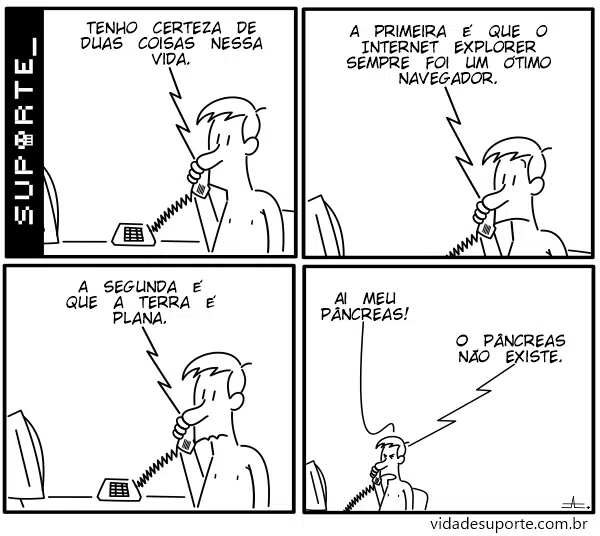 SUPORTE_
TENHO CERTEZA DE
DUAS COISAS NESSA
VIDA.
A PRIMEIRA É QUE O
INTERNET EXPLORER
SEMPRE FOI UM ÓTIMO
NAVEGADOR.
A SEGUNDA É
QUE A TERRA É
PLANA.
AI MEU
PÂNCREAS!
O PÂNCREAS
NÃO EXISTE.
vidadesuporte.com.br